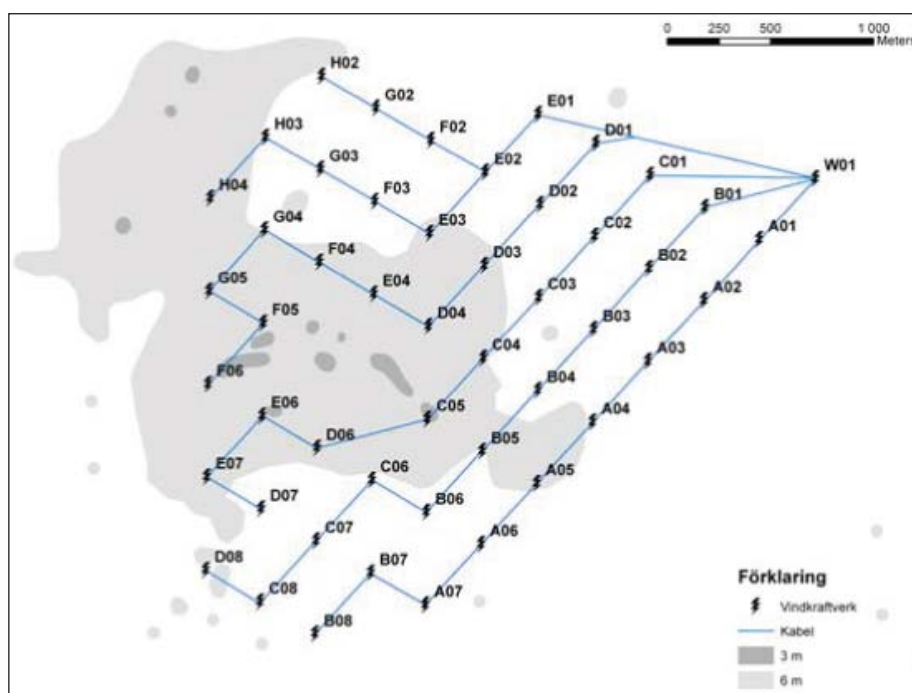 0 250 500 1 000
Meters
H02
G02
E01
F02
D01
H03
G03
E02
C01
W01
H04
F03
D02
B01
G04
E03
C02
A01
F04
D03
B02
G05
E04
C03
A02
F05
D04
B03
F06
C04
A03
E06
B04
C05
A04
D06
B05
E07
C06
A05
D07
B06
C07
A06
D08
B07
C08
A07
B08
Förklaring
Vindkraftverk
Kabel
3 m
6 m